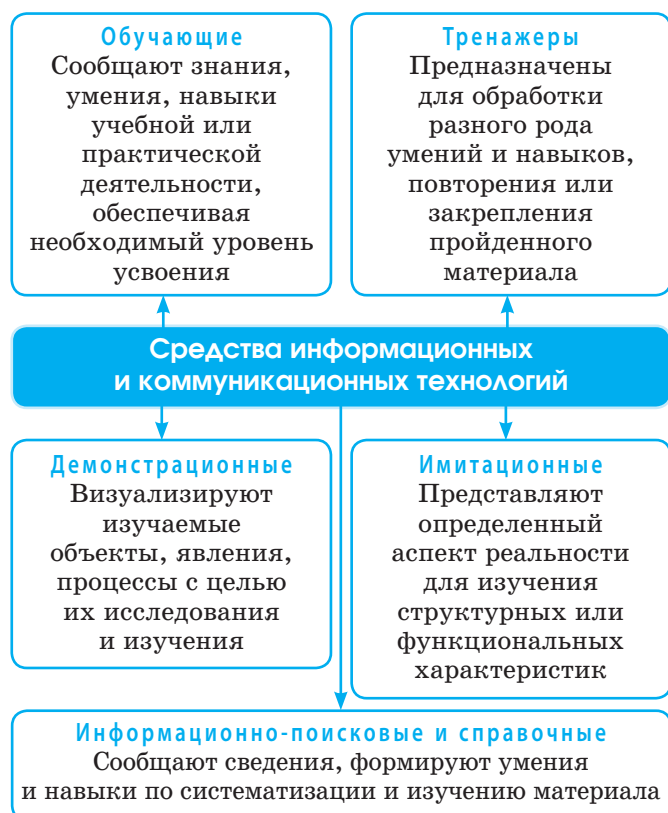 Обучающие
Сообщают знания,
умения, навыки
учебной или
практической
деятельности,
обеспечивая
необходимый уровень
усвоения
Тренажеры
Предназначены
для обработки
разного рода
умений и навыков,
повторения или
закрепления
пройденного
материала
Средства информационных
и коммуникационных технологий
Демонстрационные
Визуализируют
изучаемые
объекты, явления,
процессы с целью
их исследования
и изучения
Имитационные
Представляют
определенный
аспект реальности
для изучения
структурных или
функциональных
характеристик
Информационно-поисковые и справочные
Сообщают сведения, формируют умения
и навыки по систематизации и изучению материала